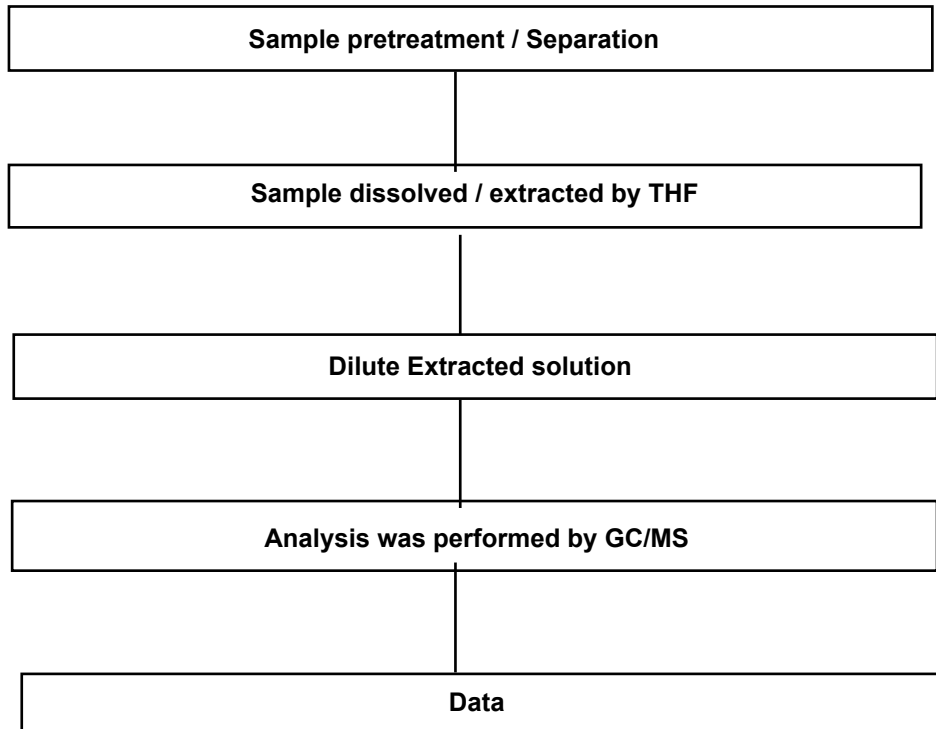 Sample pretreatment / Separation
Sample dissolved / extracted by THF
Dilute Extracted solution
Analysis was performed by GC/MS
Data